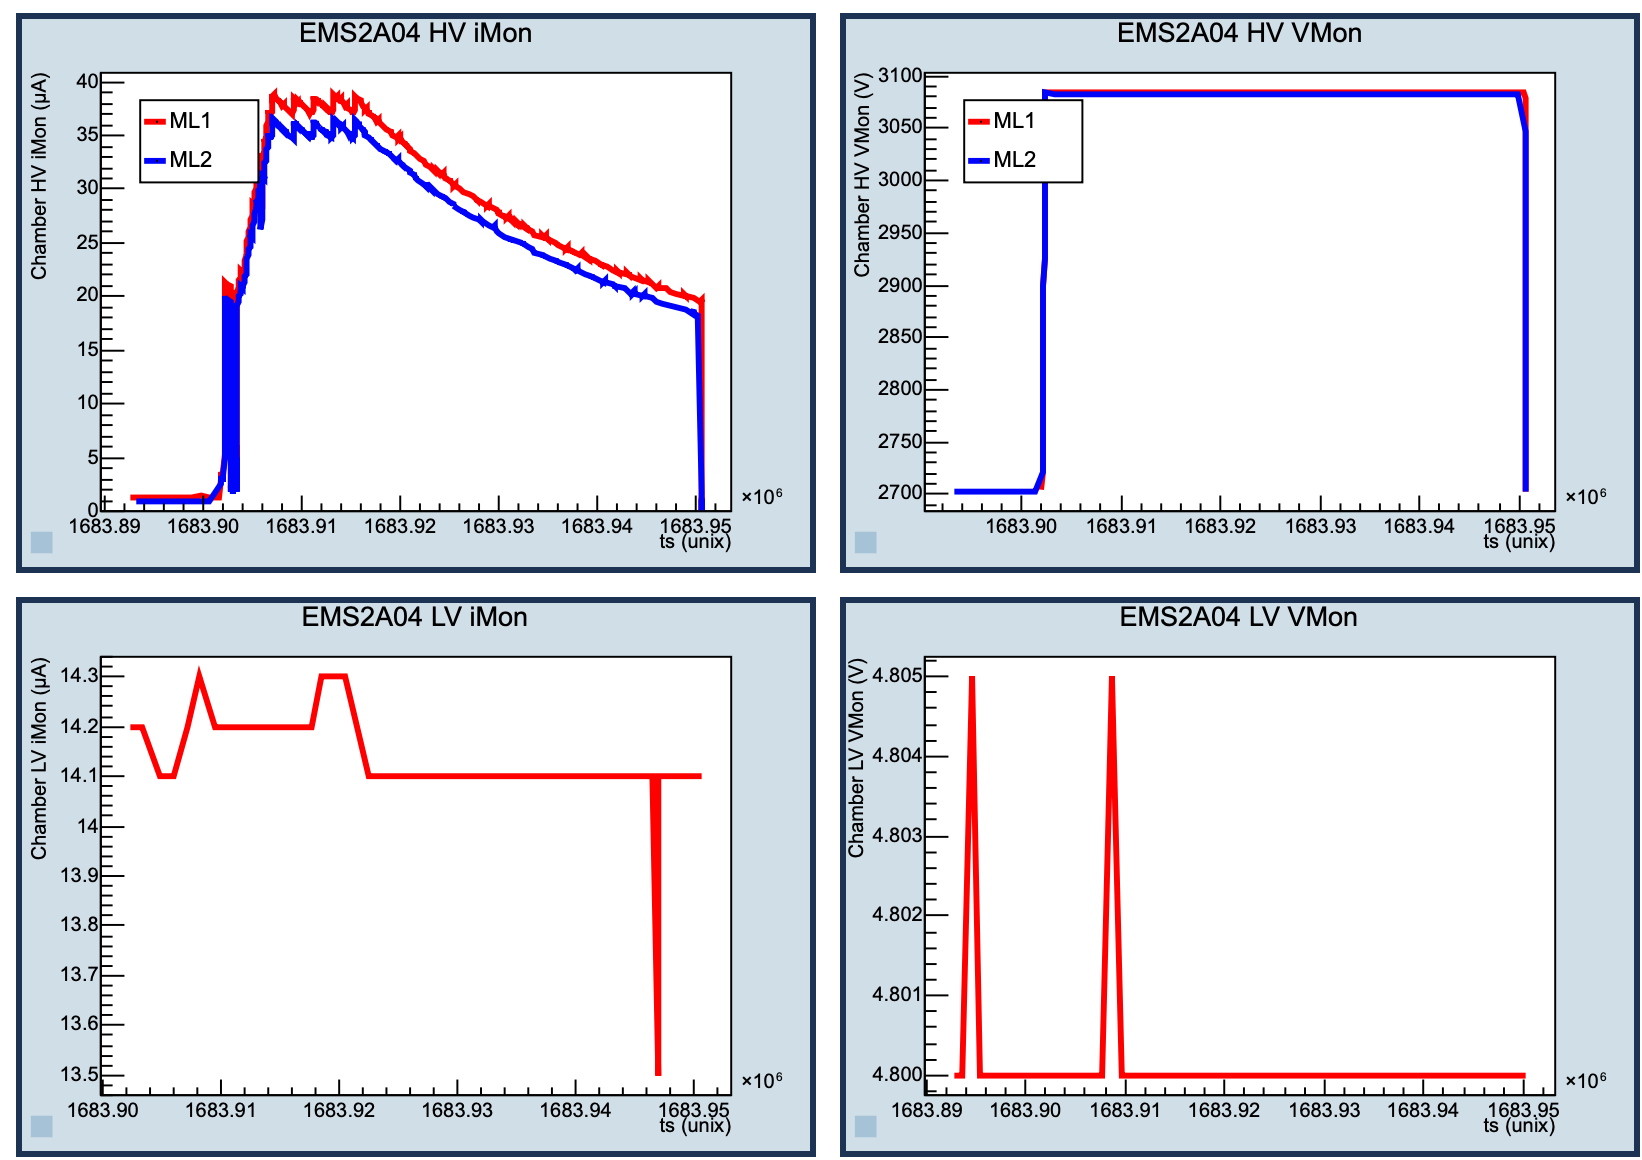 EMS2A04 HV iMon
Chamber HV iMon (μA)
40
35
30
25
20
15
10
5
0
ML1
ML2
×10⁶
1683.89 1683.90 1683.91 1683.92 1683.93 1683.94 1683.95
ts (unix)
EMS2A04 HV VMon
Chamber HV VMon (V)
3100
3050
3000
2950
2900
2850
2800
2750
2700
ML1
ML2
×10⁶
1683.90 1683.91 1683.92 1683.93 1683.94 1683.95
ts (unix)
EMS2A04 LV iMon
Chamber LV iMon (μA)
14.3
14.2
14.1
14
13.9
13.8
13.7
13.6
13.5
×10⁶
1683.90 1683.91 1683.92 1683.93 1683.94 1683.95
ts (unix)
EMS2A04 LV VMon
Chamber LV VMon (V)
4.805
4.804
4.803
4.802
4.801
4.800
×10⁶
1683.89 1683.90 1683.91 1683.92 1683.93 1683.94 1683.95
ts (unix)